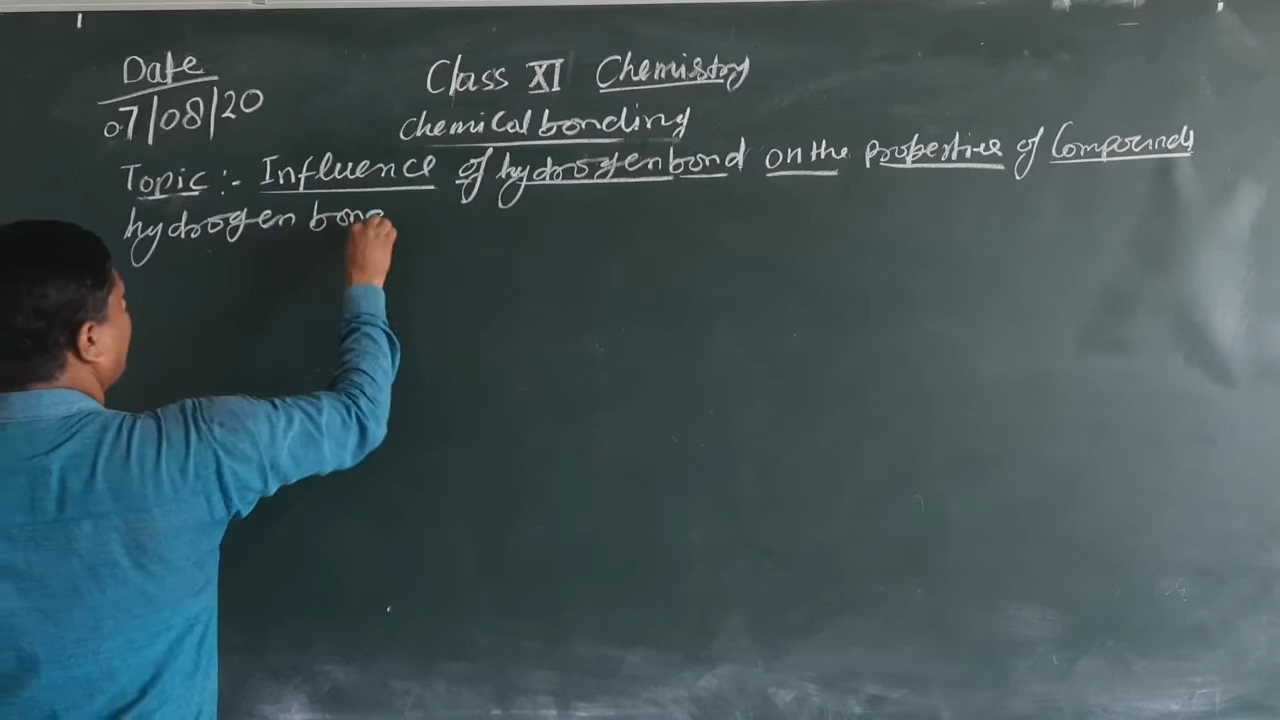 Date
07/08/20
Class XI Chemistry
Chemical bonding
Topic :- Influence of hydrogen bond on the Properties of Compounds
hydrogen bon